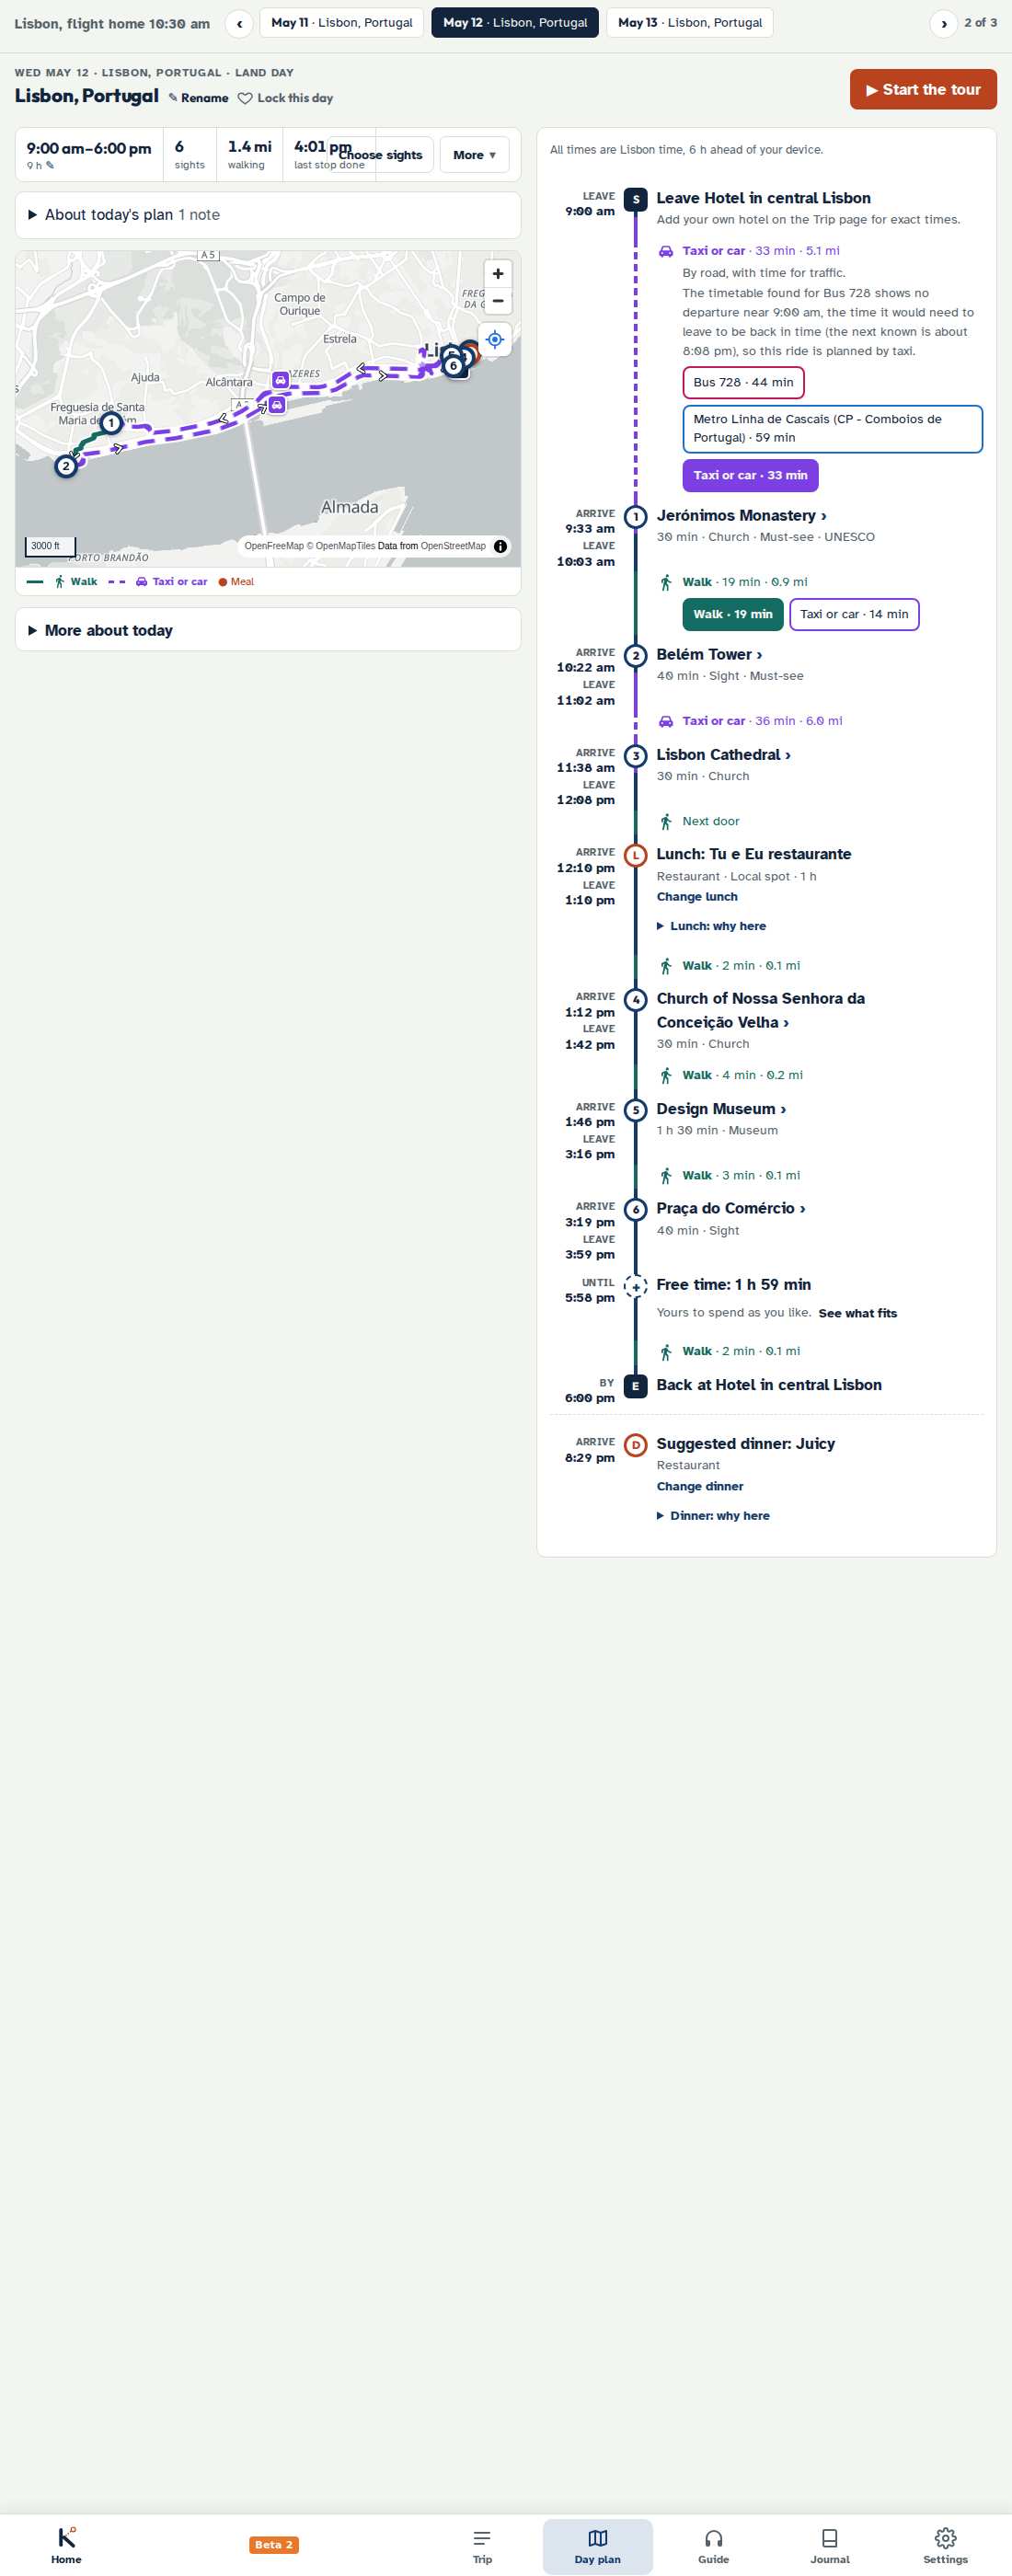 Lisbon, flight home 10:30 am
‹
May 11 · Lisbon, Portugal
May 12 · Lisbon, Portugal
May 13 · Lisbon, Portugal
›
2 of 3
WED MAY 12 · LISBON, PORTUGAL · LAND DAY
Lisbon, Portugal ✎ Rename Lock this day
▶ Start the tour
9:00 am–6:00 pm
9 h ✎
6
sights
1.4 mi
walking
4:01 pm
last stop done
Choose sights
More ▼
▶ About today's plan 1 note
A 5
Campo de
Ourique
Estrela
Ajuda
Alcântara
Freguesia de Santa
1
2
6
+
−
Almada
3000 ft
PORTO BRANDÃO
OpenFreeMap © OpenMapTiles Data from OpenStreetMap
Walk
Taxi or car
Meal
▶ More about today
All times are Lisbon time, 6 h ahead of your device.
LEAVE
9:00 am
S
Leave Hotel in central Lisbon
Add your own hotel on the Trip page for exact times.
Taxi or car · 33 min · 5.1 mi
By road, with time for traffic.
The timetable found for Bus 728 shows no
departure near 9:00 am, the time it would need to
leave to be back in time (the next known is about
8:08 pm), so this ride is planned by taxi.
Bus 728 · 44 min
Metro Linha de Cascais (CP - Comboios de
Portugal) · 59 min
Taxi or car · 33 min
ARRIVE
9:33 am
LEAVE
10:03 am
1
Jerónimos Monastery ›
30 min · Church · Must-see · UNESCO
Walk · 19 min · 0.9 mi
Walk · 19 min
Taxi or car · 14 min
ARRIVE
10:22 am
LEAVE
11:02 am
2
Belém Tower ›
40 min · Sight · Must-see
Taxi or car · 36 min · 6.0 mi
ARRIVE
11:38 am
LEAVE
12:08 pm
3
Lisbon Cathedral ›
30 min · Church
Next door
ARRIVE
12:10 pm
LEAVE
1:10 pm
L
Lunch: Tu e Eu restaurante
Restaurant · Local spot · 1 h
Change lunch
▶ Lunch: why here
Walk · 2 min · 0.1 mi
ARRIVE
1:12 pm
LEAVE
1:42 pm
4
Church of Nossa Senhora da
Conceição Velha ›
30 min · Church
Walk · 4 min · 0.2 mi
ARRIVE
1:46 pm
LEAVE
3:16 pm
5
Design Museum ›
1 h 30 min · Museum
Walk · 3 min · 0.1 mi
ARRIVE
3:19 pm
LEAVE
3:59 pm
6
Praça do Comércio ›
40 min · Sight
UNTIL
5:58 pm
+
Free time: 1 h 59 min
Yours to spend as you like. See what fits
Walk · 2 min · 0.1 mi
BY
6:00 pm
E
Back at Hotel in central Lisbon
ARRIVE
8:29 pm
D
Suggested dinner: Juicy
Restaurant
Change dinner
▶ Dinner: why here
Home
Beta 2
Trip
Day plan
Guide
Journal
Settings